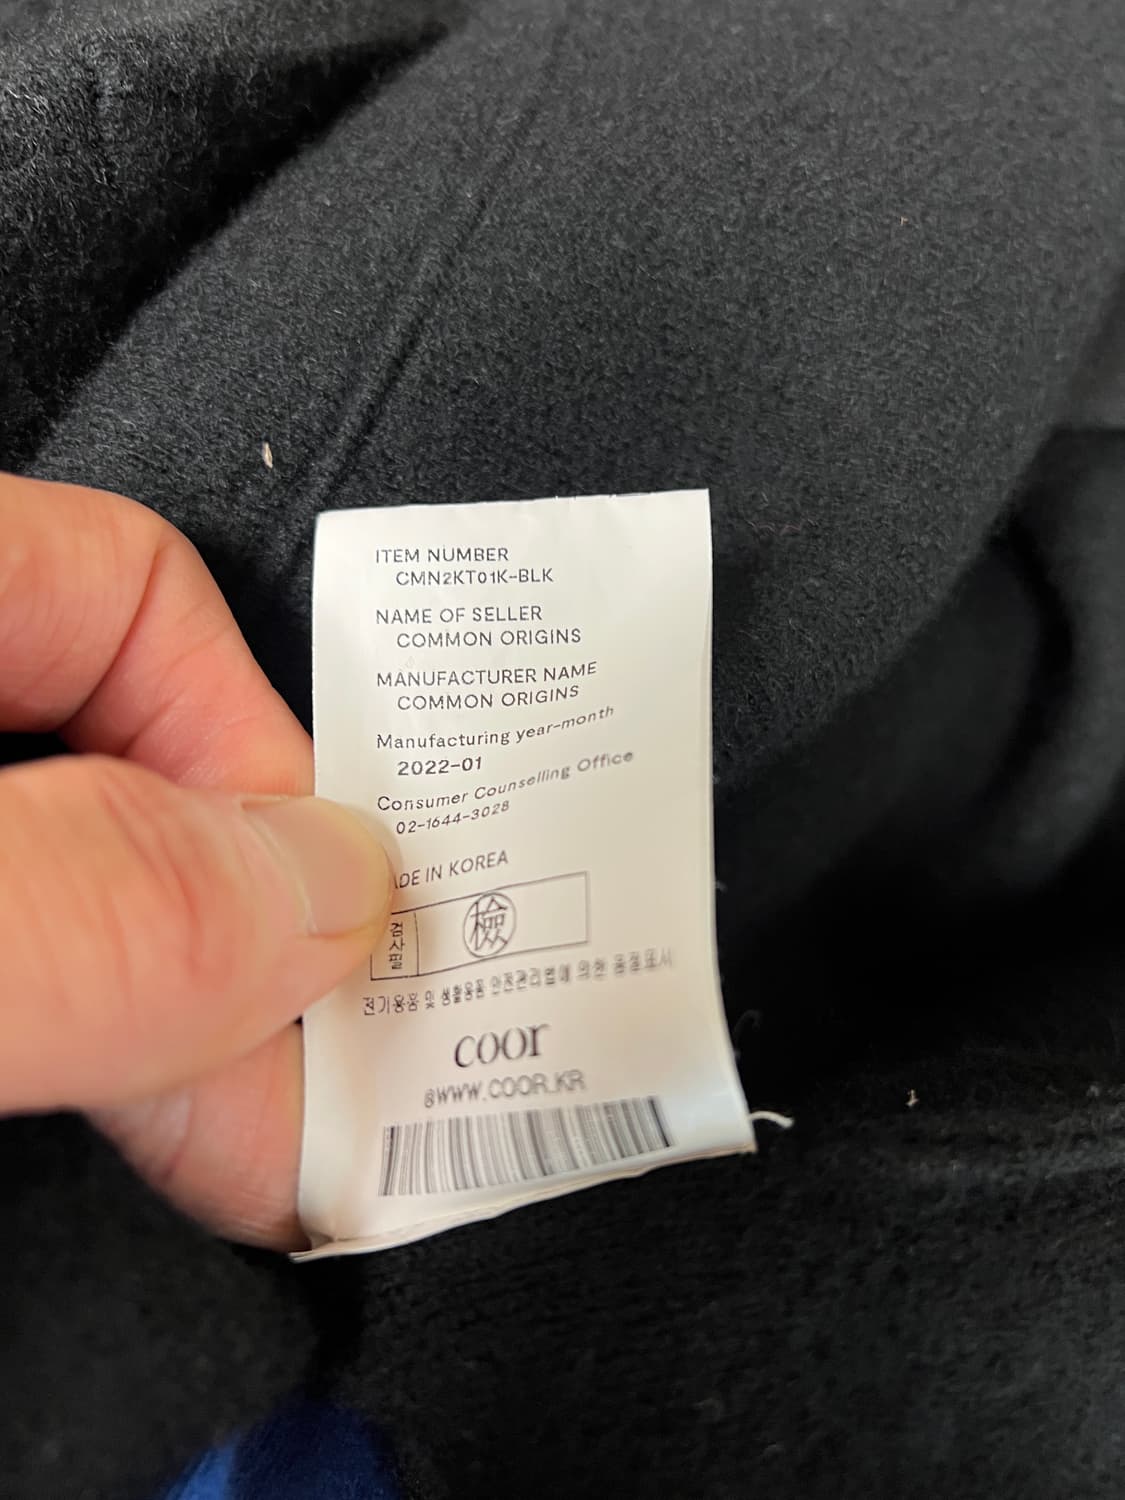 ITEM NUMBER
CMN2KT01K-BLK
NAME OF SELLER
COMMON ORIGINS
MANUFACTURER NAME
COMMON ORIGINS
Manufacturing year-month
2022-01
Consumer Counselling Office
02-1644-3028
ADE IN KOREA
검사필
檢
전기용품 및 생활용품 안전관리법에 의한 품질표시
coor
@WWW.COOR.KR